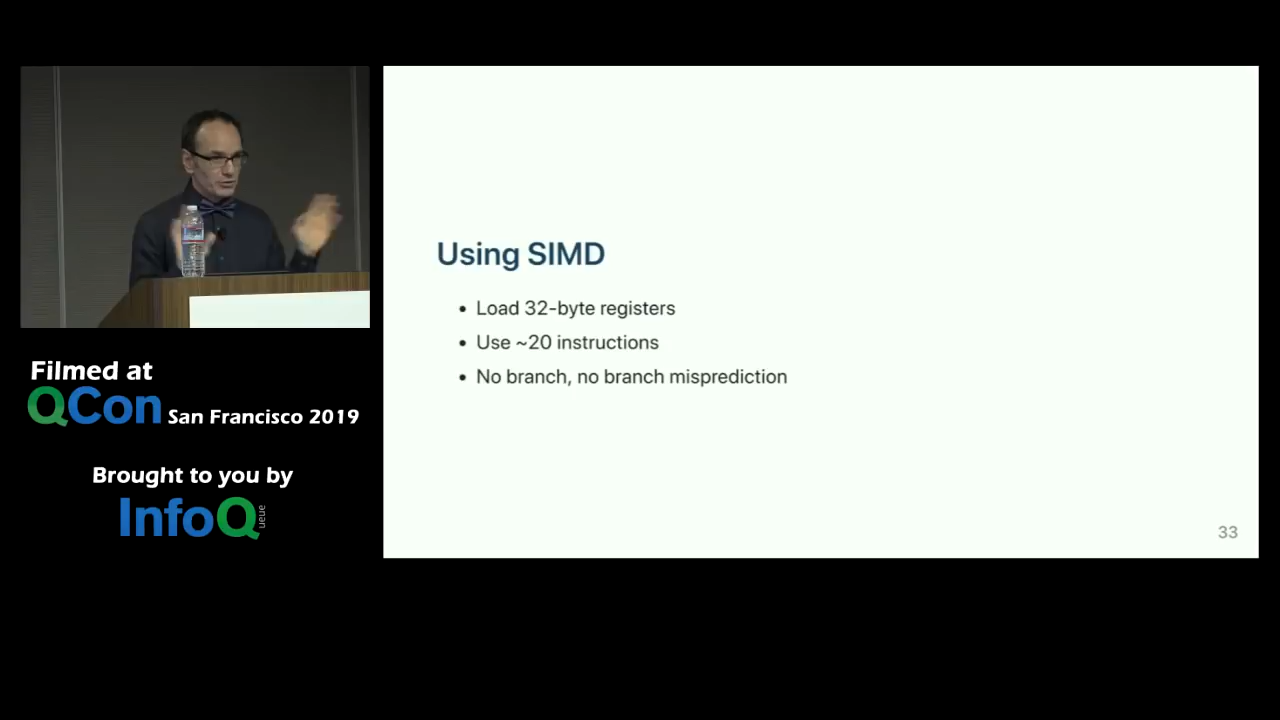 Using SIMD
• Load 32-byte registers
• Use ~20 instructions
• No branch, no branch misprediction
33
Filmed at
QCon San Francisco 2019
Brought to you by
InfoQ
ueue